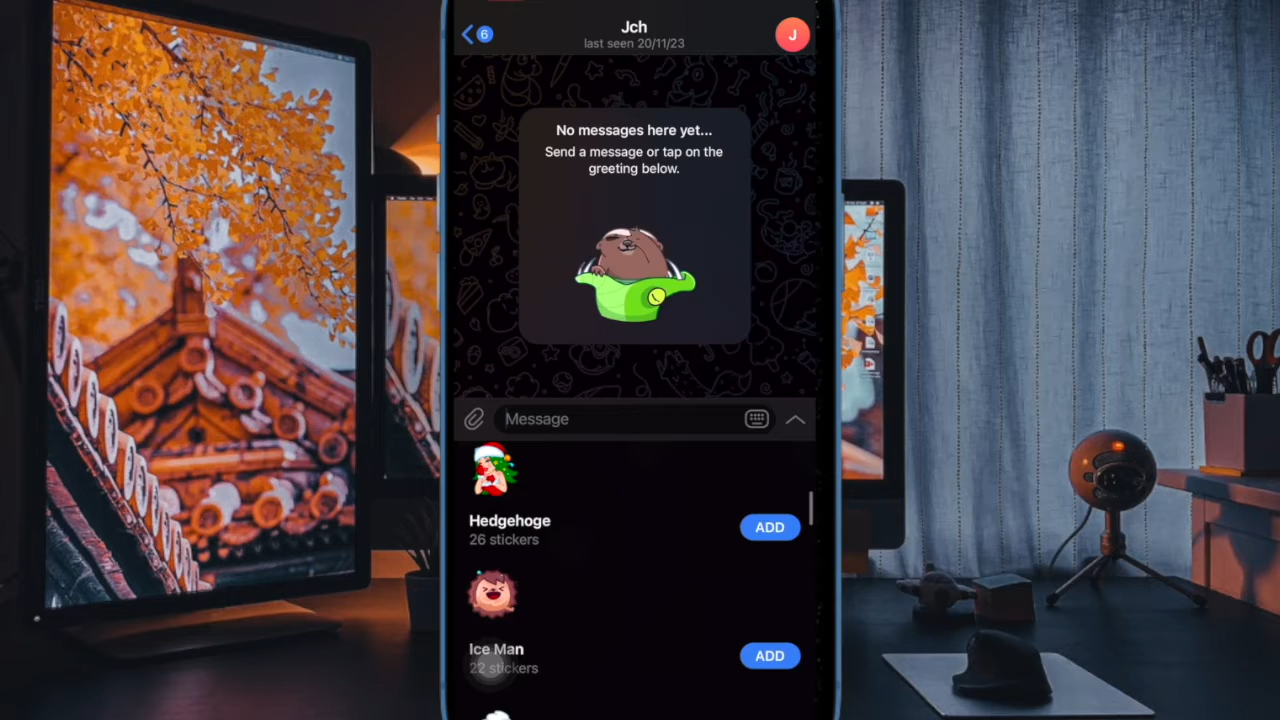 6
Jch
last seen 20/11/23
J
No messages here yet...
Send a message or tap on the
greeting below.
Message
Hedgehoge
26 stickers
ADD
Ice Man
22 stickers
ADD